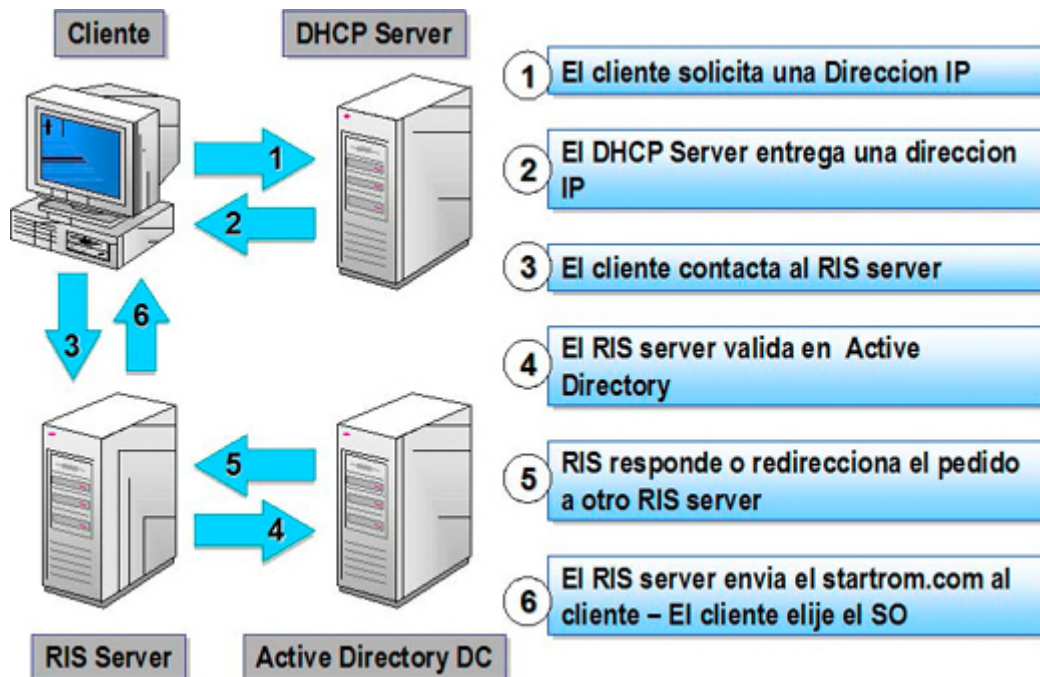 Cliente
DHCP Server
1
2
3
6
5
4
RIS Server
Active Directory DC
1
El cliente solicita una Direccion IP
2
El DHCP Server entrega una direccion
IP
3
El cliente contacta al RIS server
4
El RIS server valida en Active
Directory
5
RIS responde o redirecciona el pedido
a otro RIS server
6
El RIS server envia el startrom.com al
cliente – El cliente elije el SO